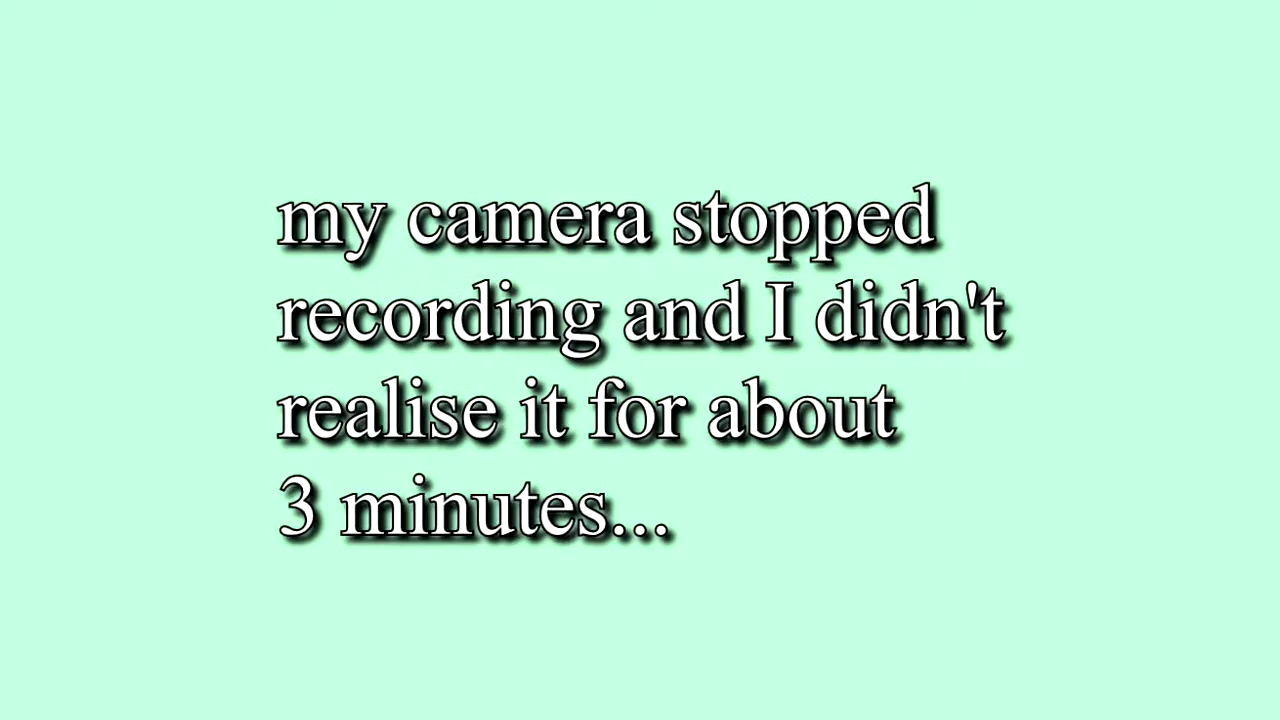 my camera stopped
recording and I didn't
realise it for about
3 minutes...